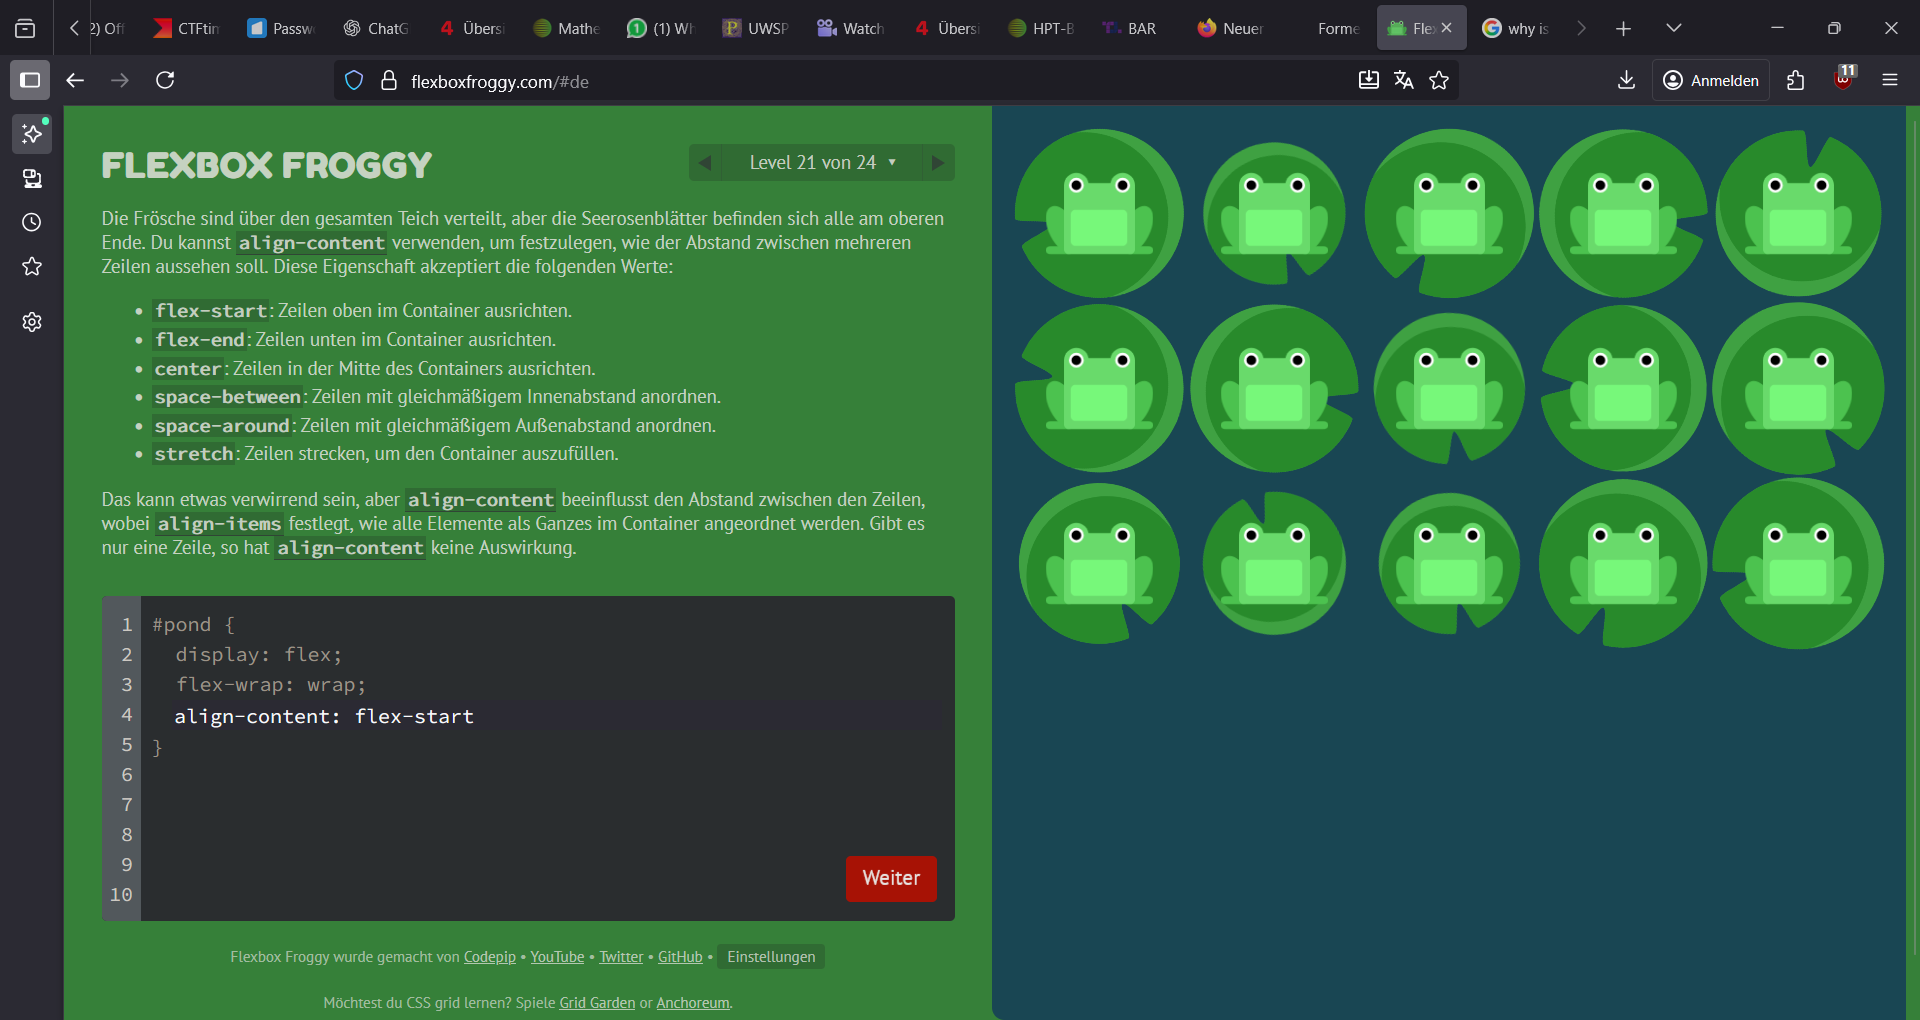 2) Off
CTFtim
Passw
ChatG
Übers
Mathe
(1) Wh
UWSP
Watch
Übers
HPT-B
BAR
Neuer
Forme
Fle
why is
flexboxfroggy.com/#de
Anmelden
11
FLEXBOX FROGGY
Level 21 von 24
Die Frösche sind über den gesamten Teich verteilt, aber die Seerosenblätter befinden sich alle am oberen
Ende. Du kannst align-content verwenden, um festzulegen, wie der Abstand zwischen mehreren
Zeilen aussehen soll. Diese Eigenschaft akzeptiert die folgenden Werte:
• flex-start: Zeilen oben im Container ausrichten.
• flex-end: Zeilen unten im Container ausrichten.
• center: Zeilen in der Mitte des Containers ausrichten.
• space-between: Zeilen mit gleichmäßigem Innenabstand anordnen.
• space-around: Zeilen mit gleichmäßigem Außenabstand anordnen.
• stretch: Zeilen strecken, um den Container auszufüllen.
Das kann etwas verwirrend sein, aber align-content beeinflusst den Abstand zwischen den Zeilen,
wobei align-items festlegt, wie alle Elemente als Ganzes im Container angeordnet werden. Gibt es
nur eine Zeile, so hat align-content keine Auswirkung.
1 #pond {
2 display: flex;
3 flex-wrap: wrap;
4 align-content: flex-start
5 }
6
7
8
9
10
Weiter
Flexbox Froggy wurde gemacht von Codepip • YouTube • Twitter • GitHub • Einstellungen
Möchtest du CSS grid lernen? Spiele Grid Garden or Anchoreum.